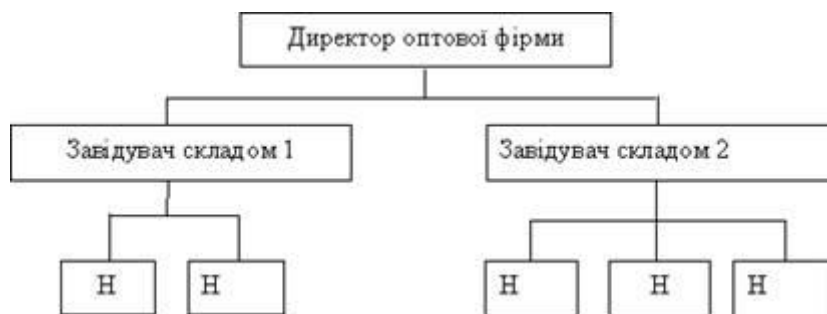 Директор оптової фірми
Завідувач складом 1
Завідувач складом 2
Н
Н
Н
Н
Н